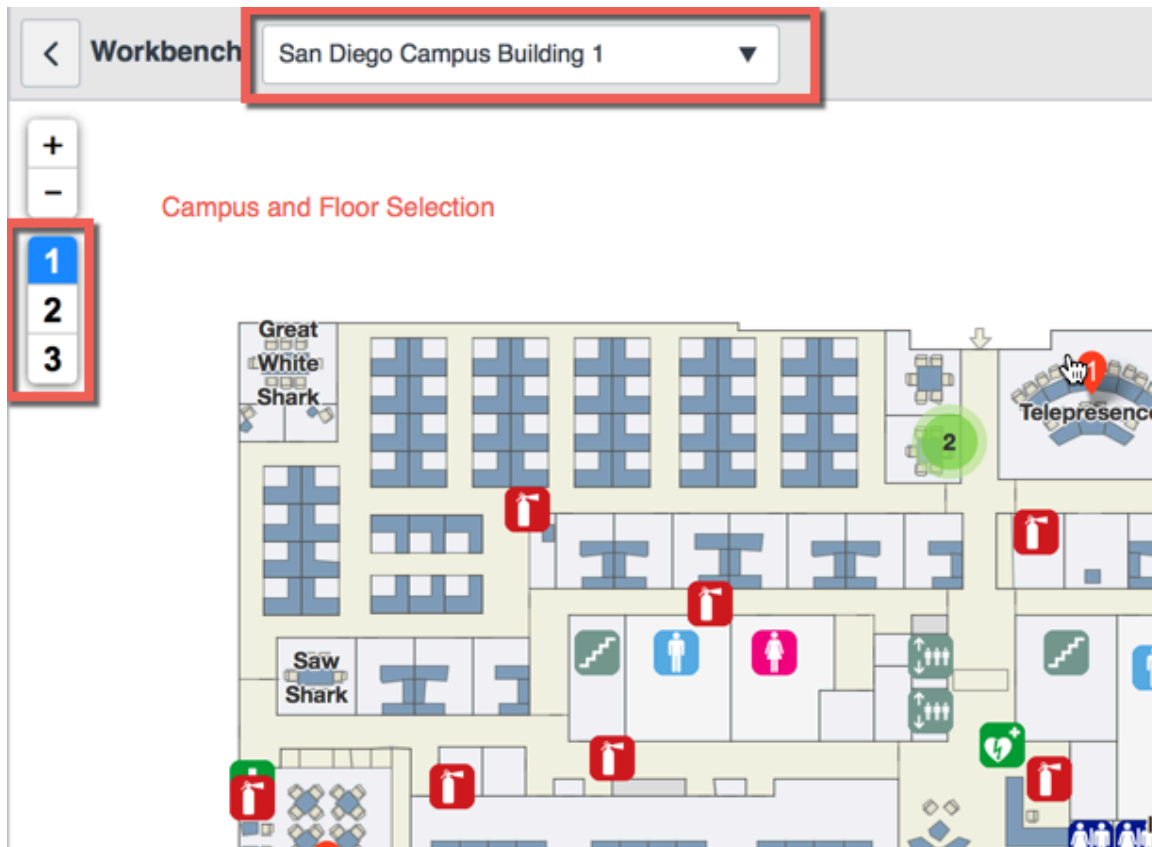 Workbench
San Diego Campus Building 1
+
−
Campus and Floor Selection
1
2
3
Great
White
Shark
1
Telepresence
2
Saw
Shark